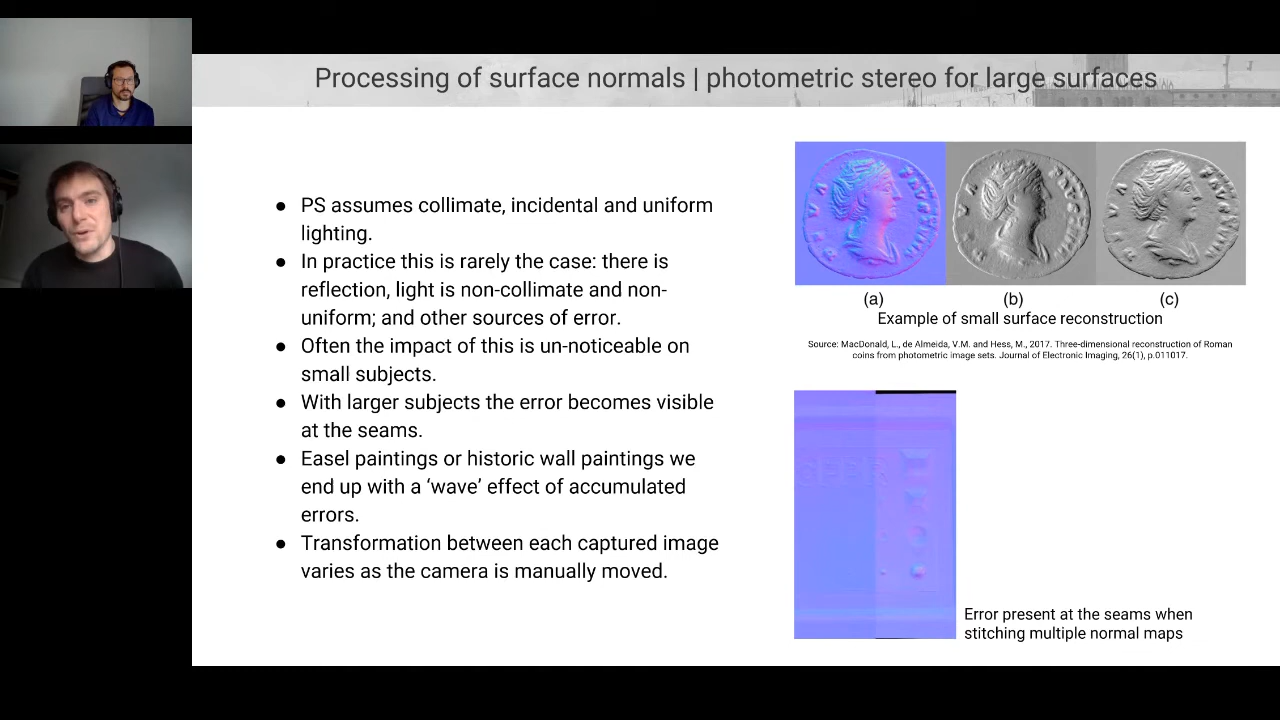 Processing of surface normals | photometric stereo for large surfaces
● PS assumes collimate, incidental and uniform
lighting.
● In practice this is rarely the case: there is
reflection, light is non-collimate and non-
uniform; and other sources of error.
● Often the impact of this is un-noticeable on
small subjects.
● With larger subjects the error becomes visible
at the seams.
● Easel paintings or historic wall paintings we
end up with a ‘wave’ effect of accumulated
errors.
● Transformation between each captured image
varies as the camera is manually moved.
(a) (b) (c)
Example of small surface reconstruction
Source: MacDonald, L., de Almeida, V.M. and Hess, M., 2017. Three-dimensional reconstruction of Roman
coins from photometric image sets. Journal of Electronic Imaging, 26(1), p.011017.
Error present at the seams when
stitching multiple normal maps